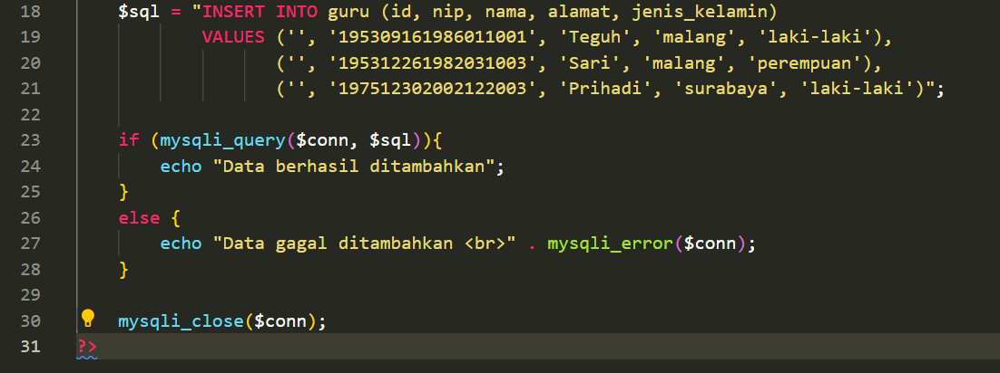 18 $sql = "INSERT INTO guru (id, nip, nama, alamat, jenis_kelamin)
19 VALUES ('', '195309161986011001', 'Teguh', 'malang', 'laki-laki'),
20 ('', '195312261982031003', 'Sari', 'malang', 'perempuan'),
21 ('', '197512302002122003', 'Prihadi', 'surabaya', 'laki-laki')";
22
23 if (mysqli_query($conn, $sql)){
24 echo "Data berhasil ditambahkan";
25 }
26 else {
27 echo "Data gagal ditambahkan <br>" . mysqli_error($conn);
28 }
29
30 mysqli_close($conn);
31 ?>